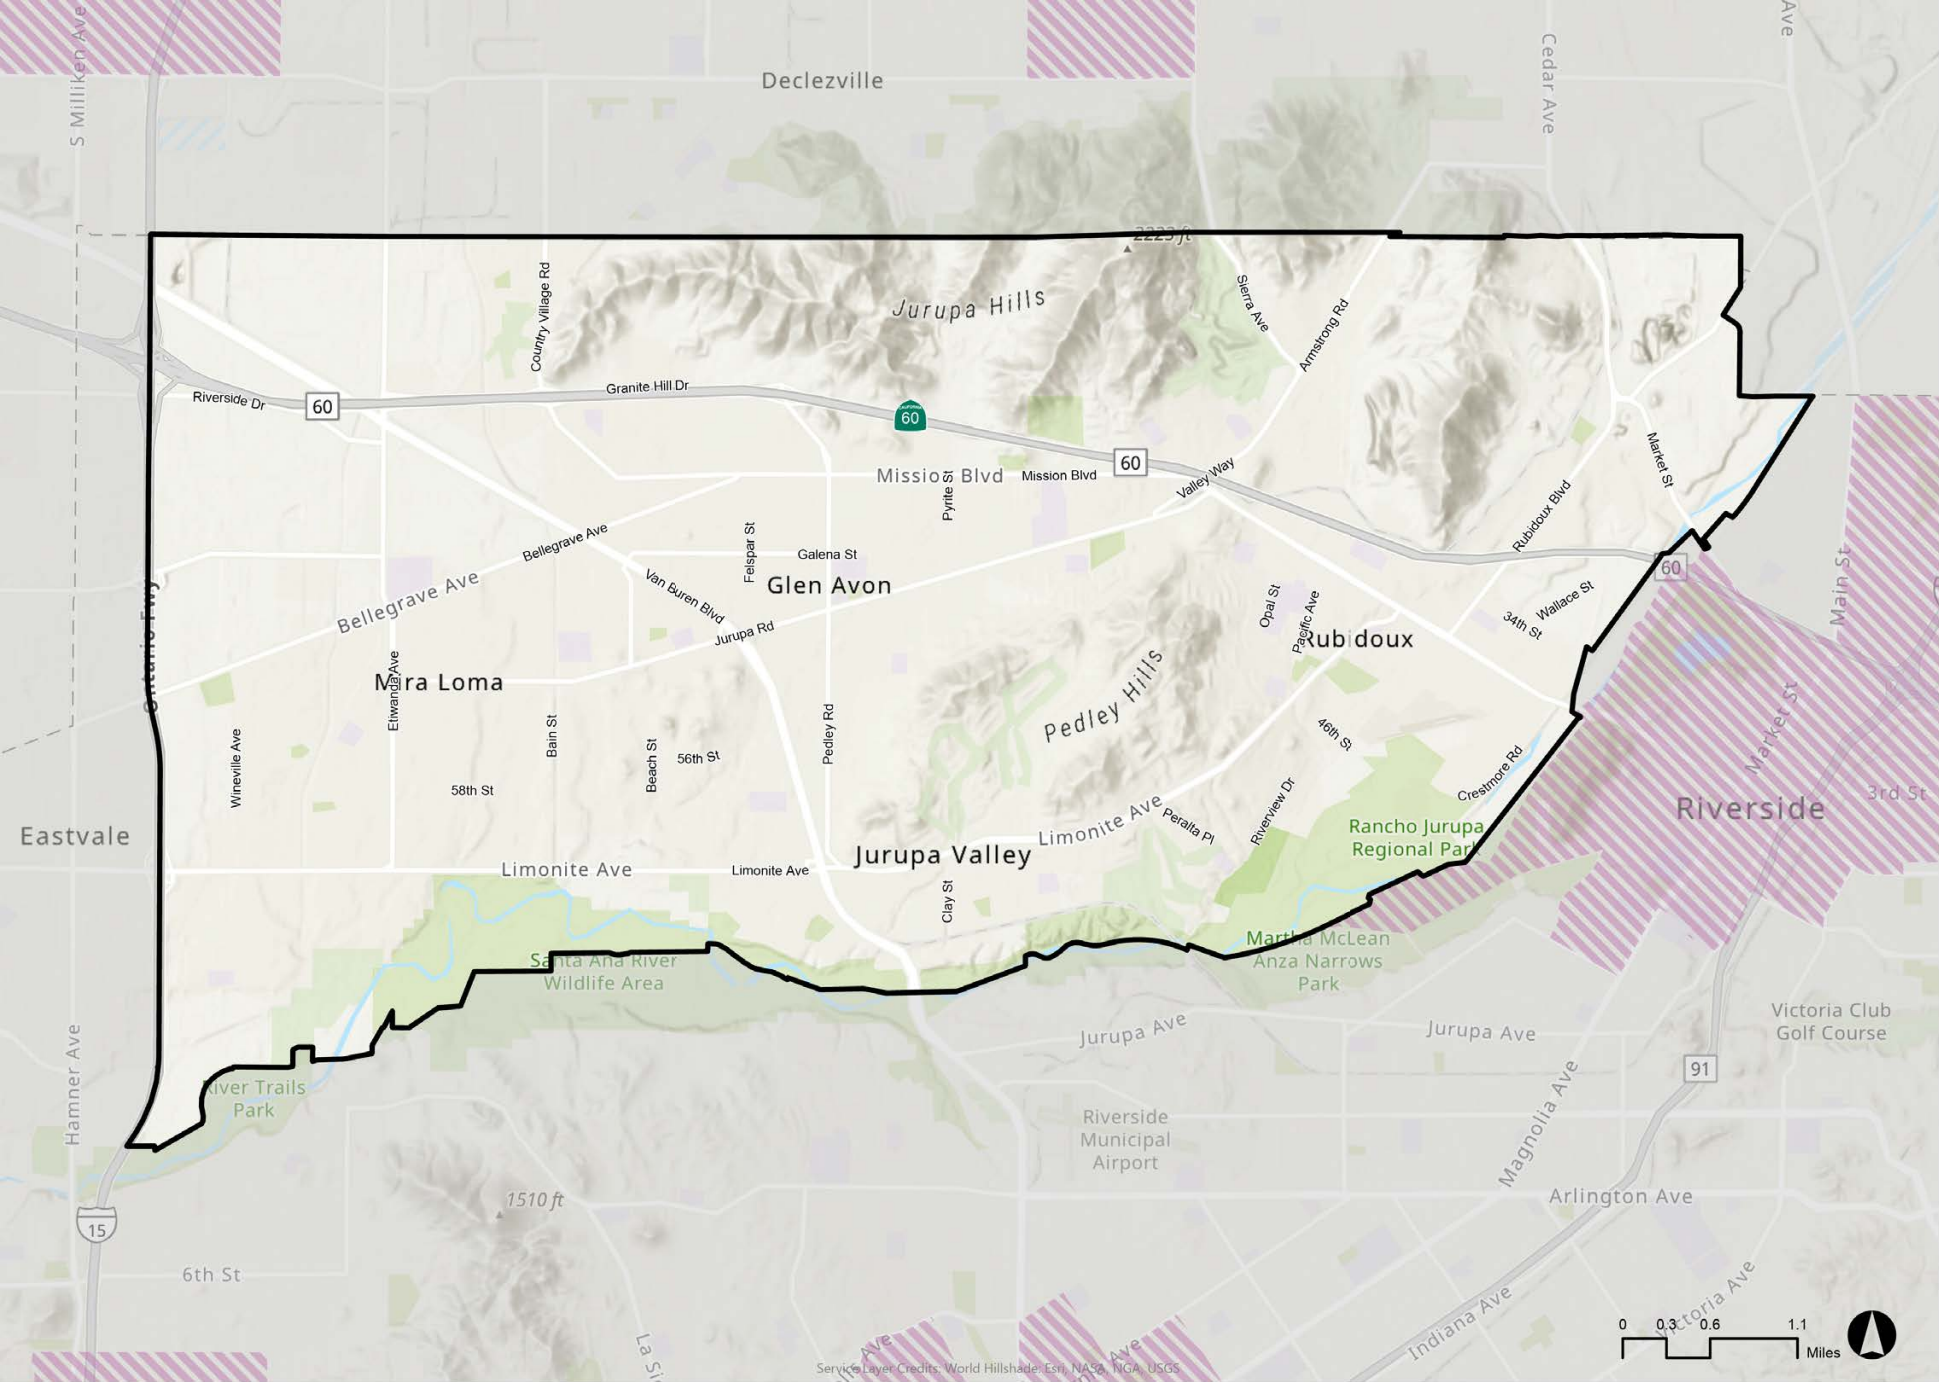 S Milliken Ave
Declezville
Cedar Ave
Ave
2223 ft
Jurupa Hills
Country Village Rd
Sierra Ave
Armstrong Rd
Riverside Dr
60
Granite Hill Dr
CALIFORNIA
60
Mission Blvd
Mission Blvd
60
Valley Way
Market St
Pyrite St
Rubidoux Blvd
Bellegrave Ave
Felspar St
Galena St
60
Ontario Fwy
Bellegrave Ave
Van Buren Blvd
Glen Avon
Jurupa Rd
Opal St
Pacific Ave
Rubidoux
34th St
Wallace St
Main St
Mira Loma
Etiwanda Ave
Pedley Hills
Bain St
Beach St
56th St
Pedley Rd
46th St
Market St
Wineville Ave
58th St
Crestmore Rd
Riverside
3rd St
Eastvale
Limonite Ave
Peralta Pl
Riverview Dr
Rancho Jurupa
Regional Park
Limonite Ave
Limonite Ave
Jurupa Valley
Clay St
Santa Ana River
Wildlife Area
Martha McLean
Anza Narrows
Park
Jurupa Ave
Jurupa Ave
Victoria Club
Golf Course
Hamner Ave
River Trails
Park
91
Riverside
Municipal
Airport
Magnolia Ave
1510 ft
Arlington Ave
15
6th St
Indiana Ave
Victoria Ave
La Si
Ave
Ave
0 0.3 0.6 1.1
Miles
Service Layer Credits: World Hillshade: Esri, NASA, NGA, USGS